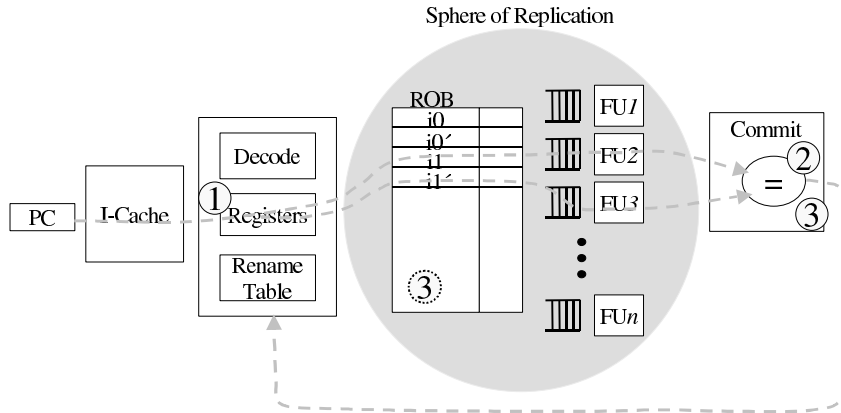 Sphere of Replication
PC
I-Cache
Decode
1
Registers
Rename
Table
ROB
i0
i0´
i1
i1´
3
FU1
FU2
FU3
FUn
Commit
2
=
3